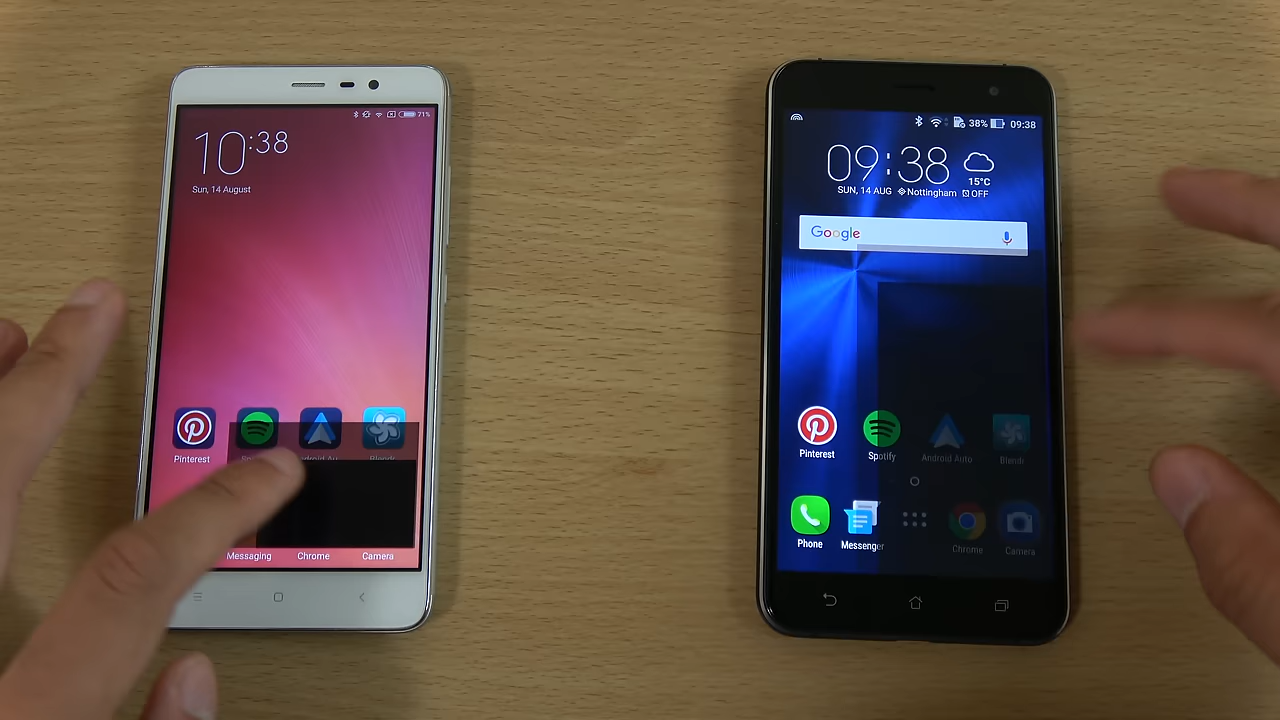 71%
10:38
Sun, 14 August
Pinterest
Messaging
Chrome
Camera
38%
09:38
09:38
15°C
SUN, 14 AUG
Nottingham
OFF
Google
Pinterest
Spotify
Android Auto
Phone
Messenger
Chrome
Camera